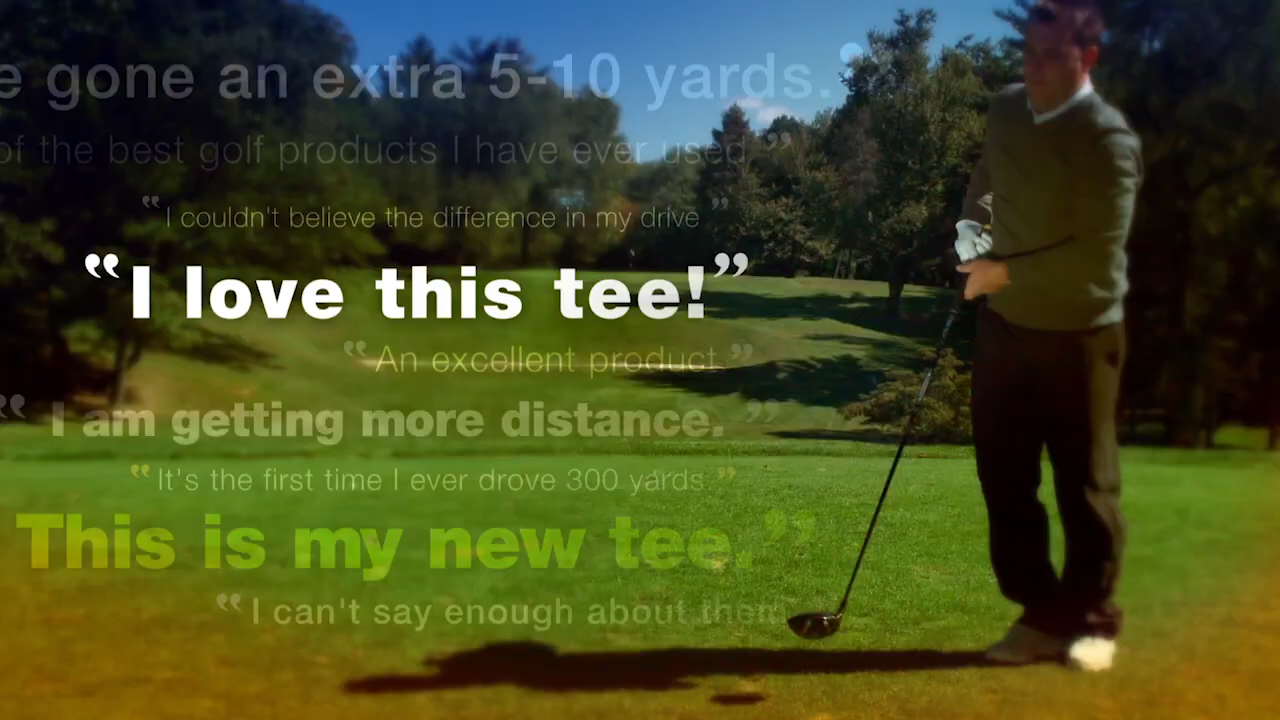 e gone an extra 5-10 yards.”
of the best golf products I have ever used.”
“I couldn't believe the difference in my drive”
“I love this tee!”
“An excellent product.”
“I am getting more distance.”
“It's the first time I ever drove 300 yards”
This is my new tee.”
“I can't say enough about them